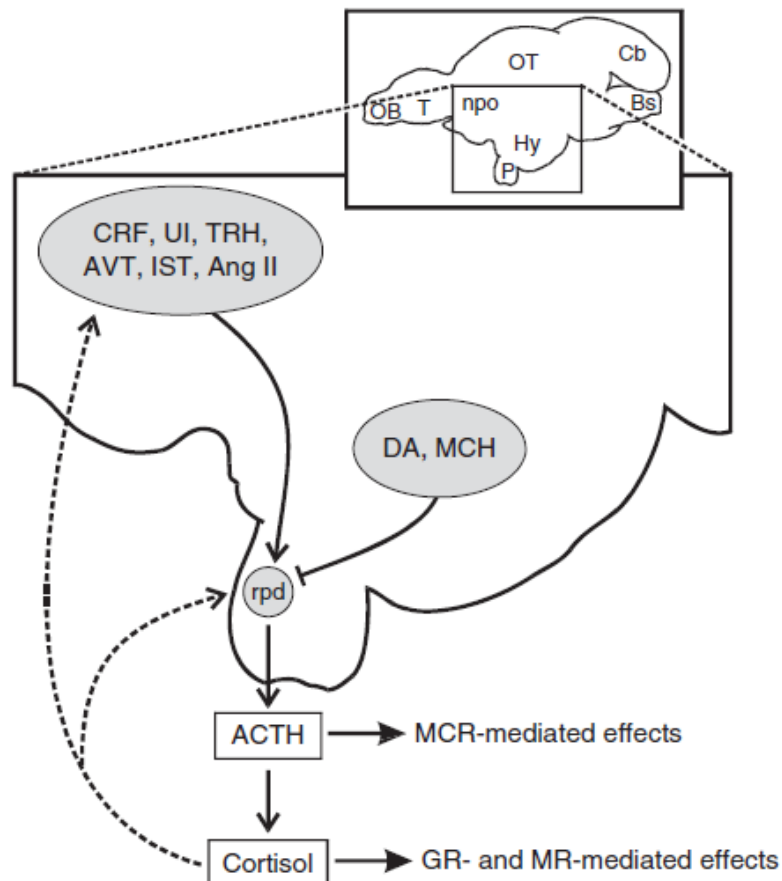 OT
Cb
OB
T
npo
Bs
Hy
P
CRF, UI, TRH,
AVT, IST, Ang II
DA, MCH
rpd
ACTH
MCR-mediated effects
Cortisol
GR- and MR-mediated effects